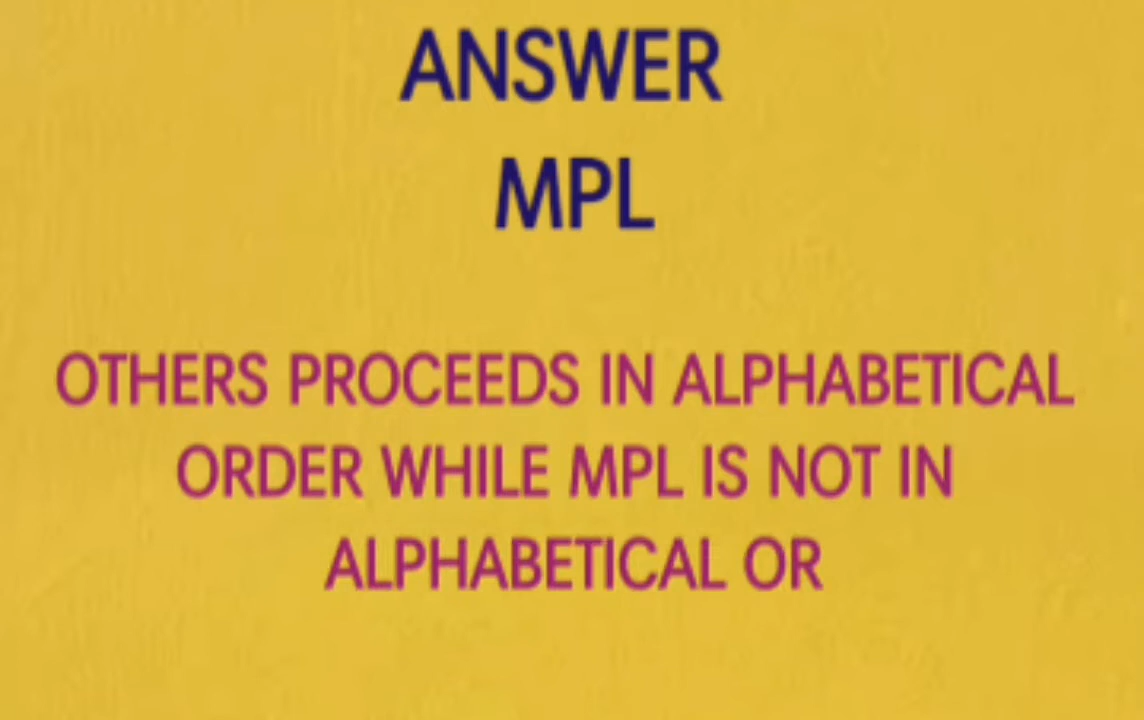 ANSWER
MPL
OTHERS PROCEEDS IN ALPHABETICAL
ORDER WHILE MPL IS NOT IN
ALPHABETICAL OR